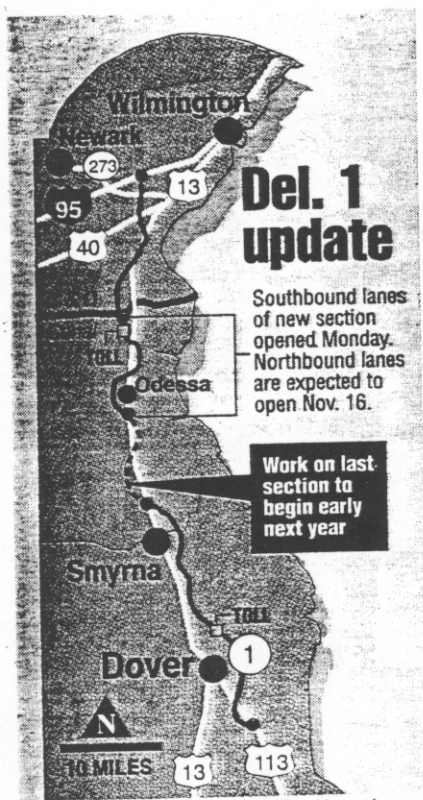 Wilmington
Newark
273
13
95
40
Del. 1
update
Southbound lanes
of new section
opened Monday.
Northbound lanes
are expected to
open Nov. 16.
TOLL
Odessa
Work on last
section to
begin early
next year
Smyrna
TOLL
1
Dover
N
10 MILES
13
113